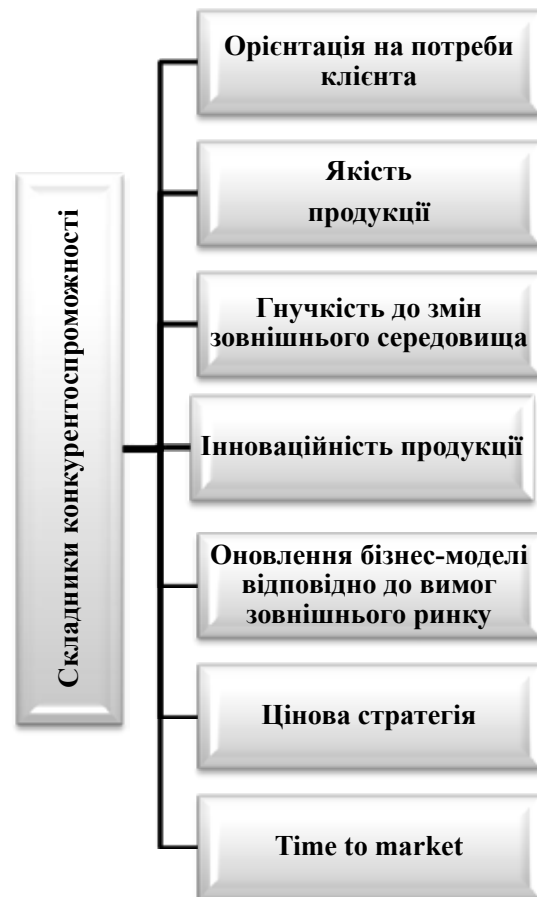 Складники конкурентоспроможності
Орієнтація на потреби
клієнта
Якість
продукції
Гнучкість до змін
зовнішнього середовища
Інноваційність продукції
Оновлення бізнес-моделі
відповідно до вимог
зовнішнього ринку
Цінова стратегія
Time to market